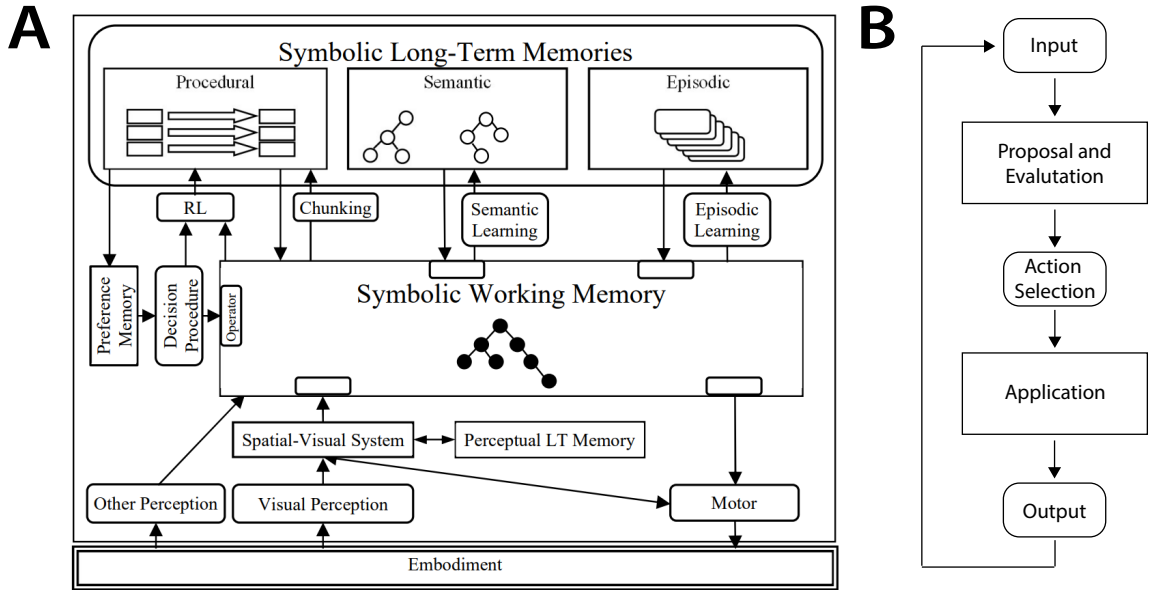 A
Symbolic Long-Term Memories
Procedural
Semantic
Episodic
RL
Chunking
Semantic
Learning
Episodic
Learning
Preference
Memory
Decision
Procedure
Operator
Symbolic Working Memory
Spatial-Visual System
Perceptual LT Memory
Other Perception
Visual Perception
Motor
Embodiment
B
Input
Proposal and
Evalutation
Action
Selection
Application
Output